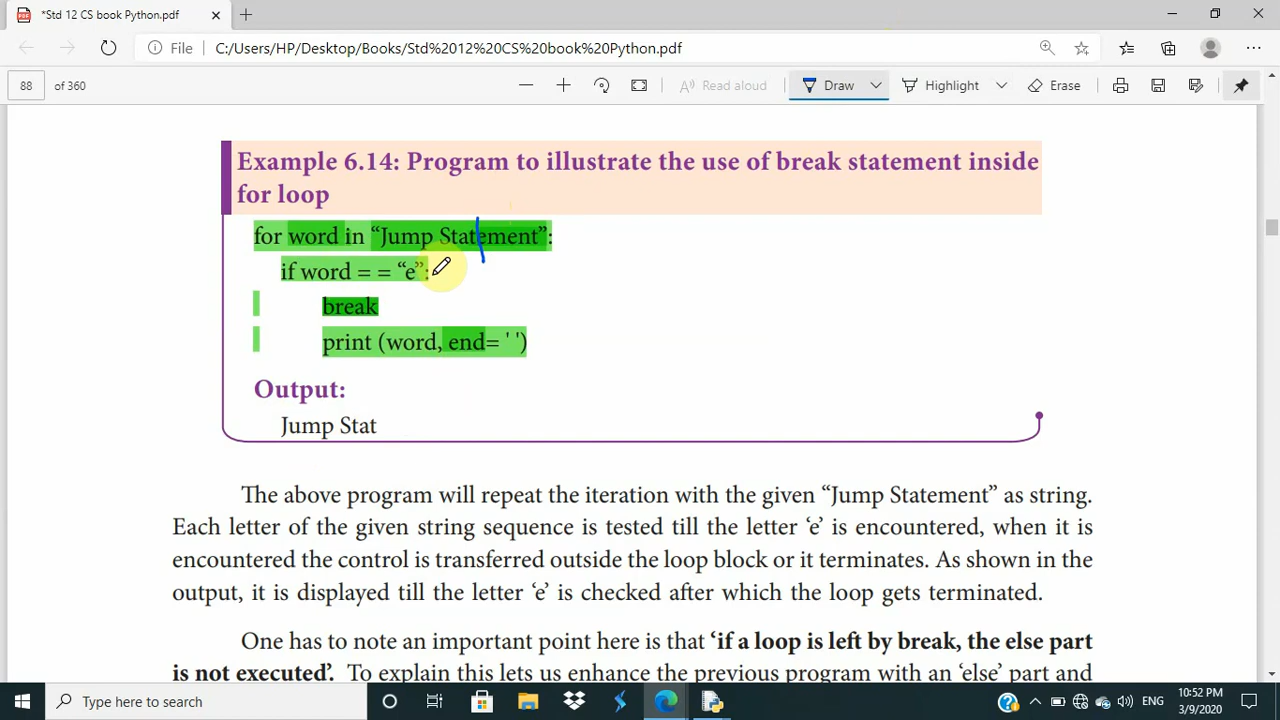 *Std 12 CS book Python.pdf
File C:/Users/HP/Desktop/Books/Std%2012%20CS%20book%20Python.pdf
88 of 360 Read aloud Draw Highlight Erase
Example 6.14: Program to illustrate the use of break statement inside
for loop
for word in “Jump Statement”:
if word = = “e”:
break
print (word, end= ' ')
Output:
Jump Stat
The above program will repeat the iteration with the given “Jump Statement” as string.
Each letter of the given string sequence is tested till the letter ‘e’ is encountered, when it is
encountered the control is transferred outside the loop block or it terminates. As shown in the
output, it is displayed till the letter ‘e’ is checked after which the loop gets terminated.
One has to note an important point here is that ‘if a loop is left by break, the else part
is not executed’. To explain this lets us enhance the previous program with an ‘else’ part and
Type here to search
ENG
10:52 PM
3/9/2020